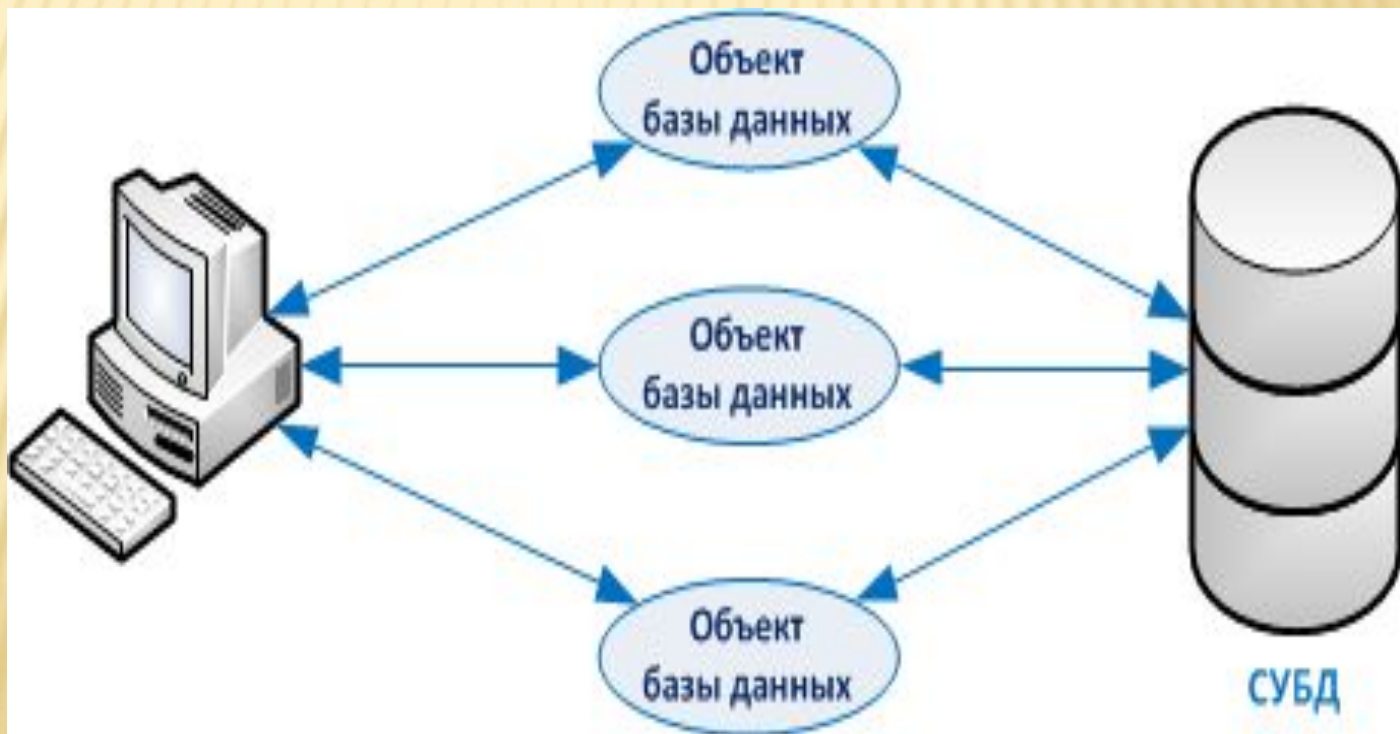 Объект
базы данных
Объект
базы данных
Объект
базы данных
СУБД